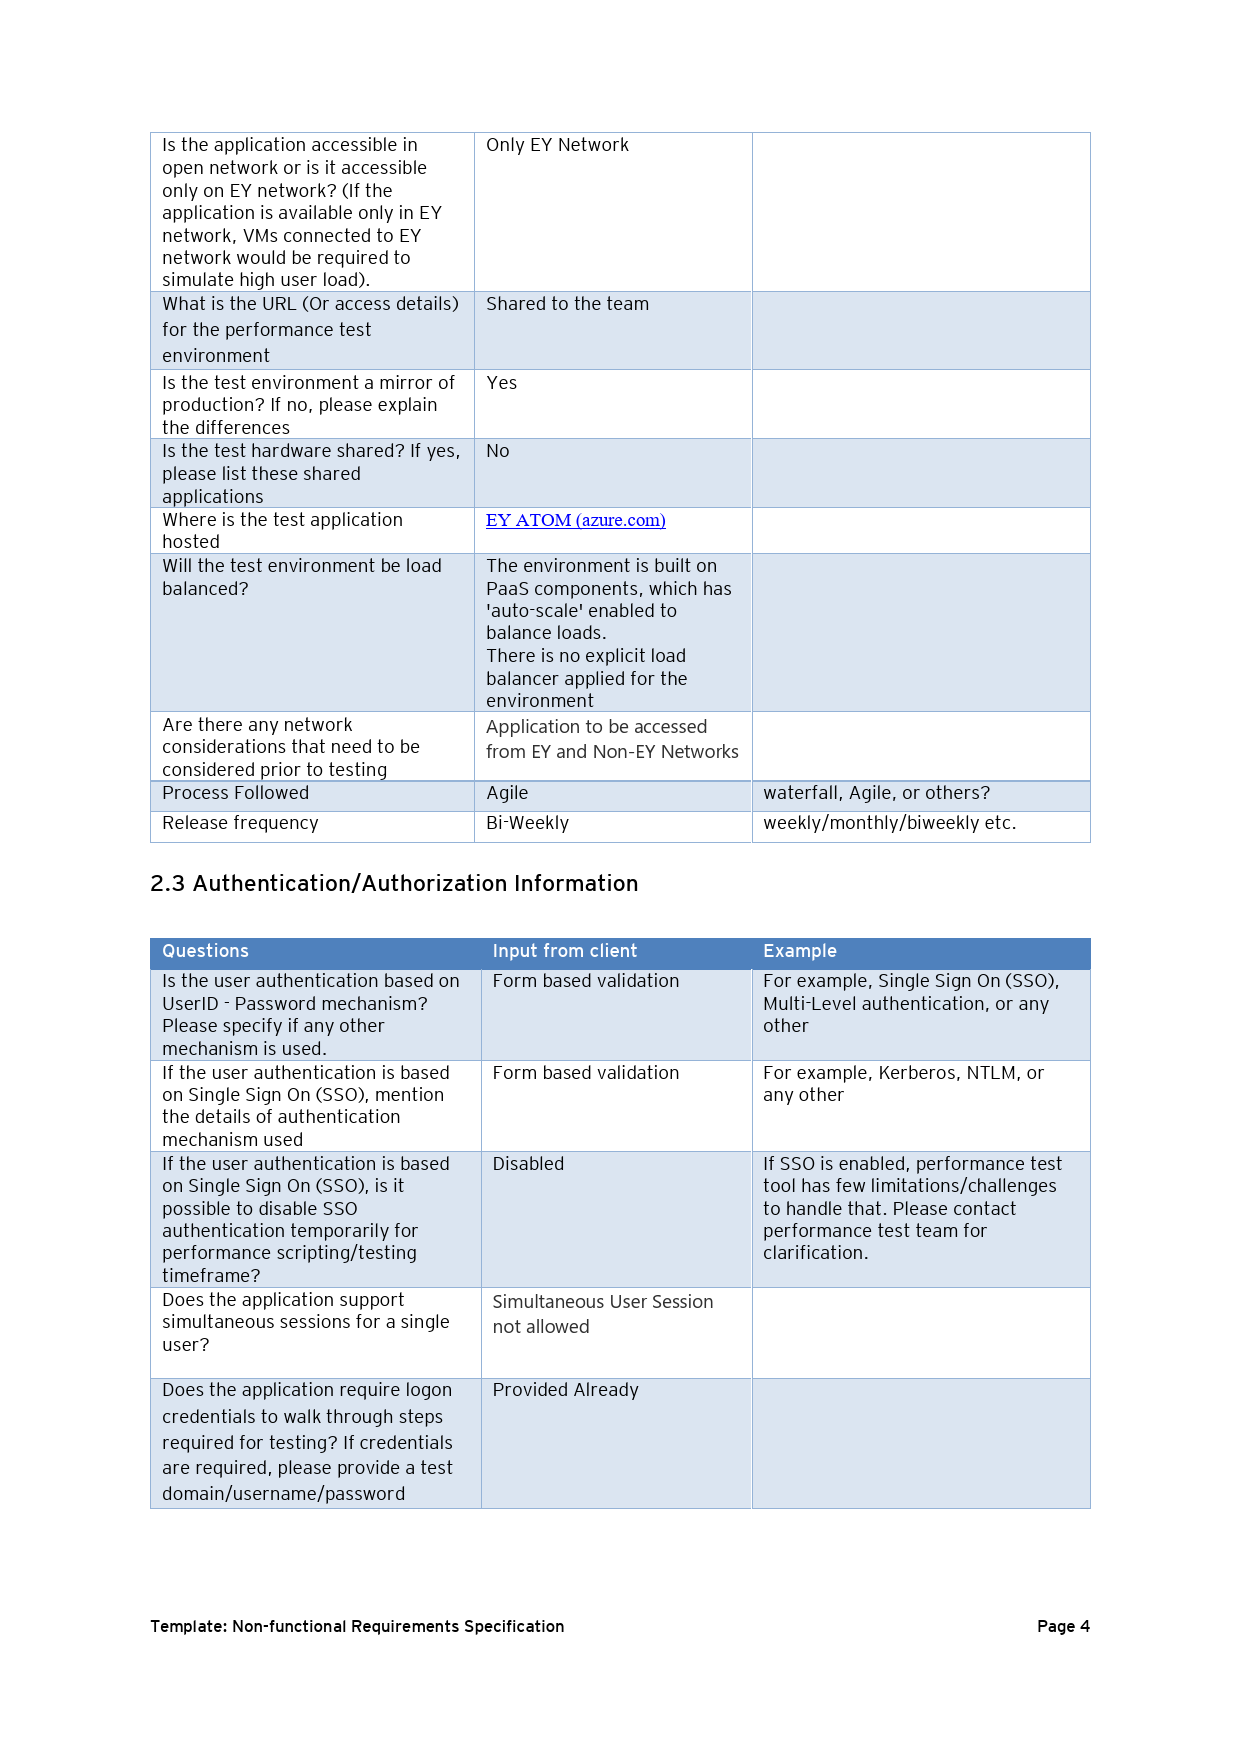 Is the application accessible in
open network or is it accessible
only on EY network? (If the
application is available only in EY
network, VMs connected to EY
network would be required to
simulate high user load).
Only EY Network
What is the URL (Or access details)
for the performance test
environment
Shared to the team
Is the test environment a mirror of
production? If no, please explain
the differences
Yes
Is the test hardware shared? If yes,
please list these shared
applications
No
Where is the test application
hosted
EY ATOM (azure.com)
Will the test environment be load
balanced?
The environment is built on
PaaS components, which has
'auto-scale' enabled to
balance loads.
There is no explicit load
balancer applied for the
environment
Are there any network
considerations that need to be
considered prior to testing
Application to be accessed
from EY and Non-EY Networks
Process Followed
Agile
waterfall, Agile, or others?
Release frequency
Bi-Weekly
weekly/monthly/biweekly etc.
2.3 Authentication/Authorization Information
Questions
Input from client
Example
Is the user authentication based on
UserID - Password mechanism?
Please specify if any other
mechanism is used.
Form based validation
For example, Single Sign On (SSO),
Multi-Level authentication, or any
other
If the user authentication is based
on Single Sign On (SSO), mention
the details of authentication
mechanism used
Form based validation
For example, Kerberos, NTLM, or
any other
If the user authentication is based
on Single Sign On (SSO), is it
possible to disable SSO
authentication temporarily for
performance scripting/testing
timeframe?
Disabled
If SSO is enabled, performance test
tool has few limitations/challenges
to handle that. Please contact
performance test team for
clarification.
Does the application support
simultaneous sessions for a single
user?
Simultaneous User Session
not allowed
Does the application require logon
credentials to walk through steps
required for testing? If credentials
are required, please provide a test
domain/username/password
Provided Already
Template: Non-functional Requirements Specification
Page 4